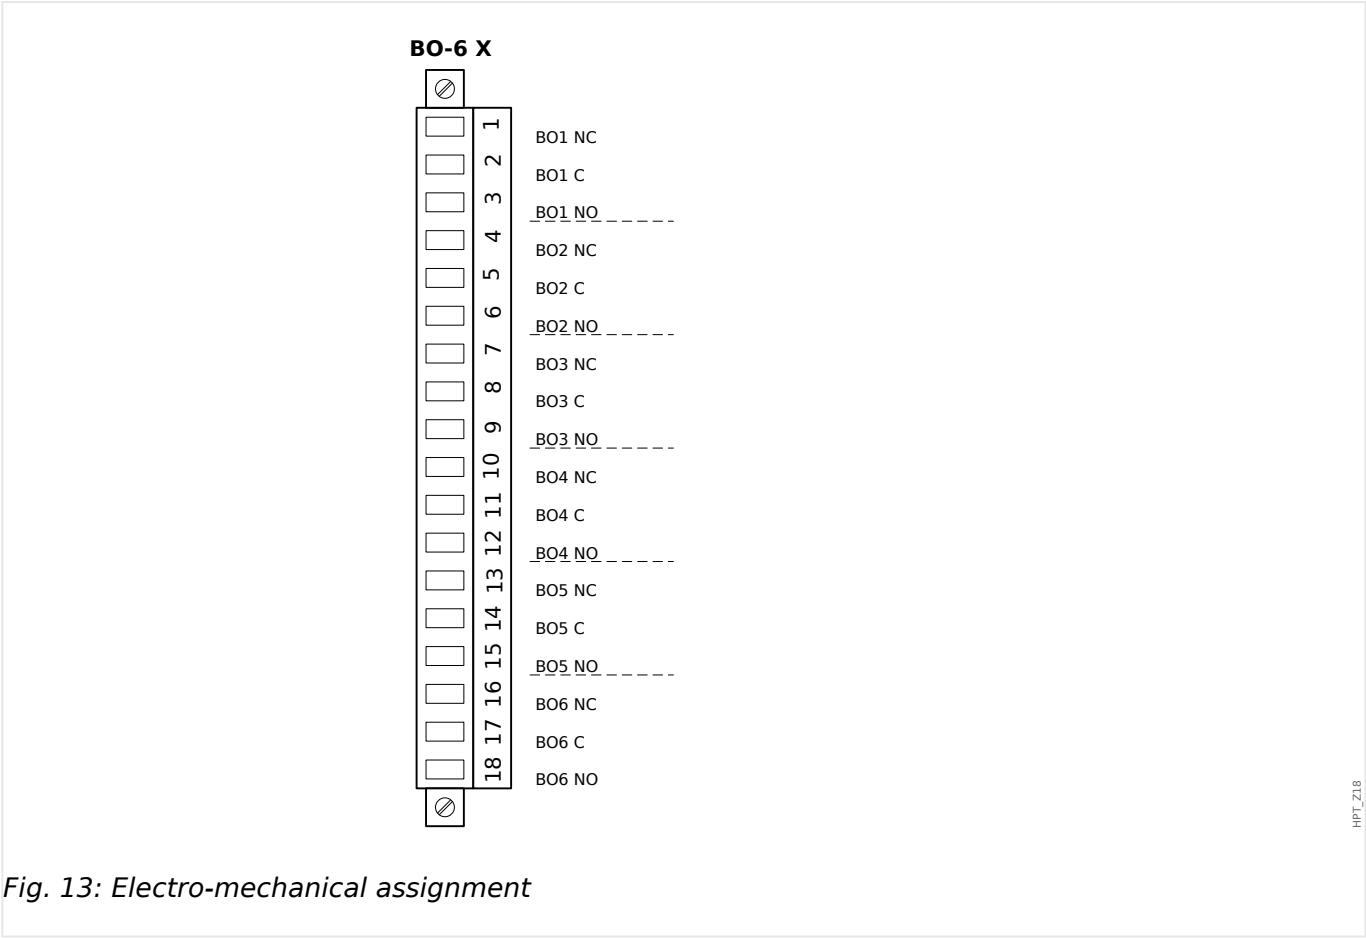 BO-6 X
1 BO1 NC
2 BO1 C
3 BO1 NO
4 BO2 NC
5 BO2 C
6 BO2 NO
7 BO3 NC
8 BO3 C
9 BO3 NO
10 BO4 NC
11 BO4 C
12 BO4 NO
13 BO5 NC
14 BO5 C
15 BO5 NO
16 BO6 NC
17 BO6 C
18 BO6 NO
HPT_Z18
Fig. 13: Electro-mechanical assignment